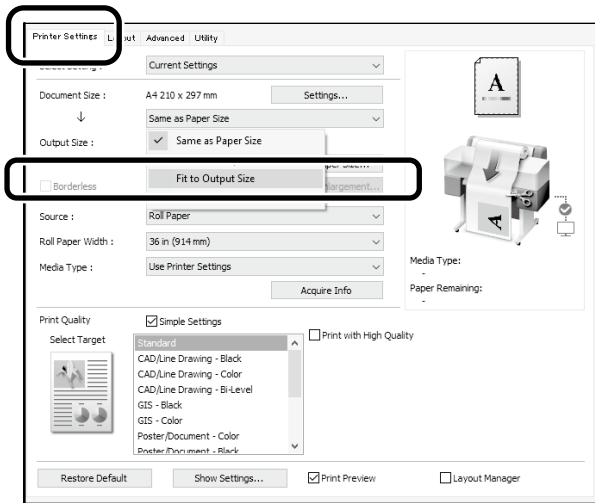 Printer Settings Layout Advanced Utility
Current Settings
Document Size : A4 210 x 297 mm Settings...
↓ Same as Paper Size
Output Size : ✓ Same as Paper Size
Fit to Output Size
Borderless
Source : Roll Paper
Roll Paper Width : 36 in (914 mm)
Media Type : Use Printer Settings
Acquire Info
A
A
Media Type:
-
Paper Remaining:
-
Print Quality Simple Settings
Select Target Standard Print with High Quality
CAD/Line Drawing - Black
CAD/Line Drawing - Color
CAD/Line Drawing - Bi-Level
GIS - Black
GIS - Color
Poster/Document - Color
Poster/Document - Black
Restore Default Show Settings... Print Preview Layout Manager